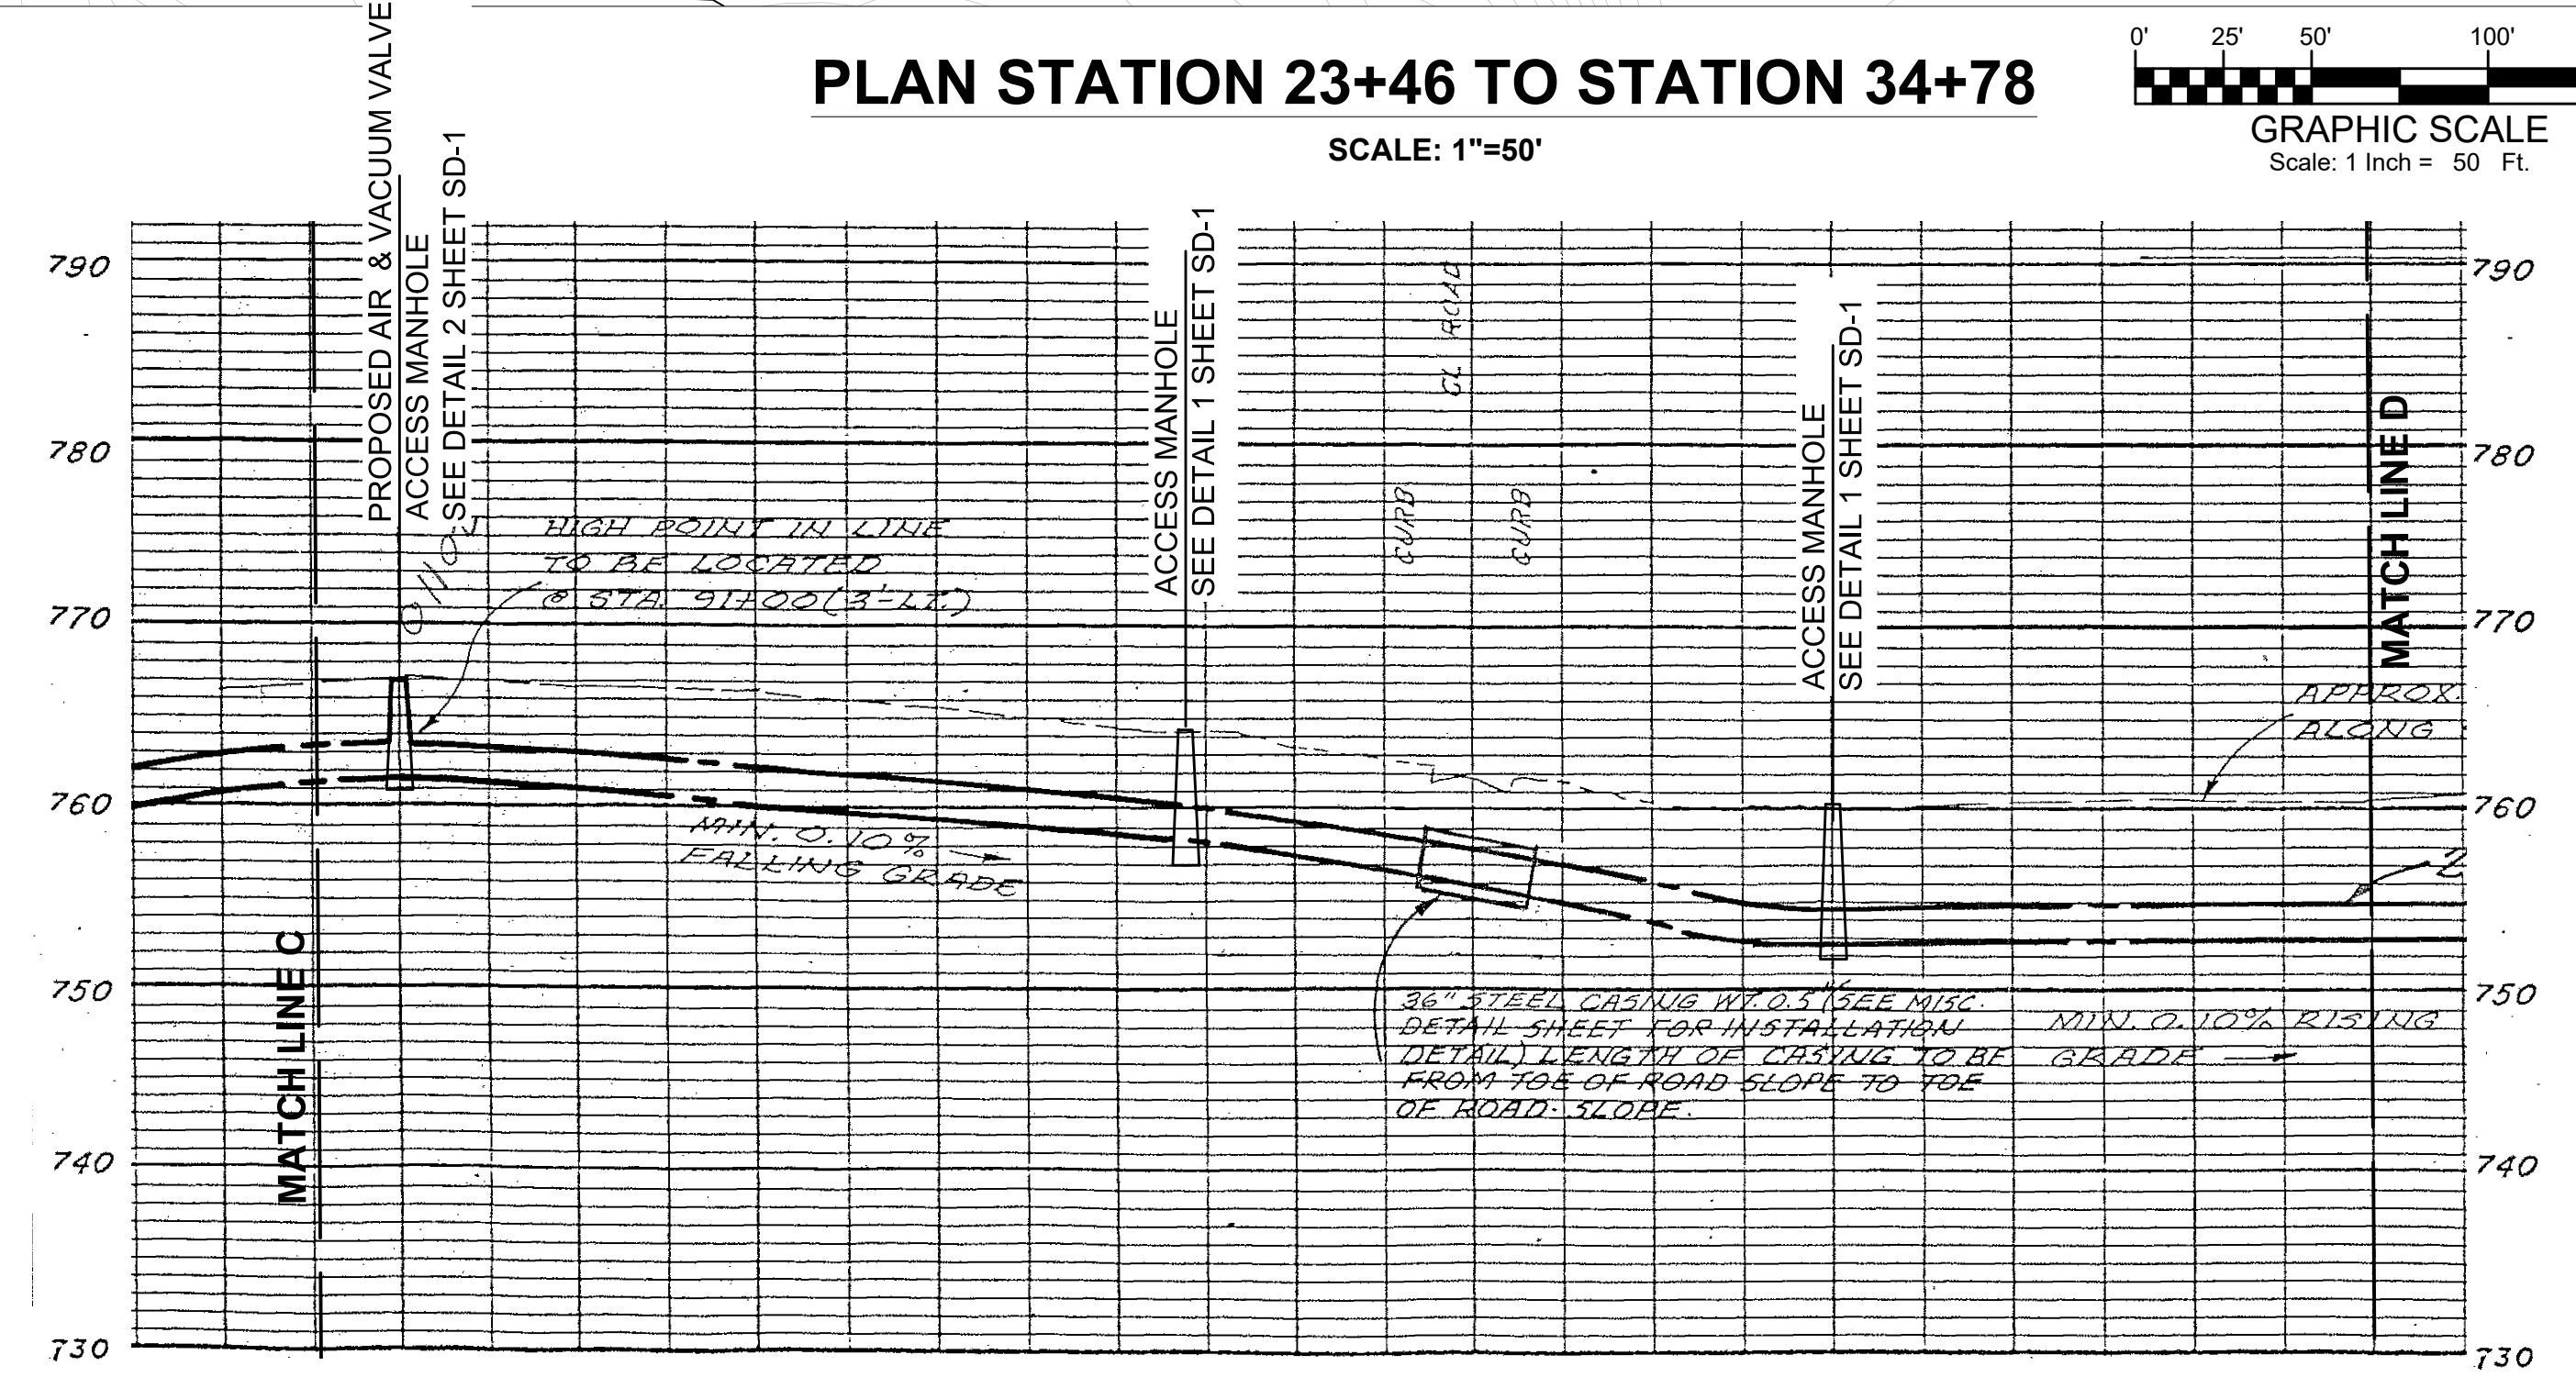 PLAN STATION 23+46 TO STATION 34+78
SCALE: 1"=50'
0' 25' 50' 100'
GRAPHIC SCALE
Scale: 1 Inch = 50 Ft.
PROPOSED AIR & VACUUM VALVE
ACCESS MANHOLE
SEE DETAIL 2 SHEET SD-1
ACCESS MANHOLE
SEE DETAIL 1 SHEET SD-1
CURB
CL ROAD
CURB
ACCESS MANHOLE
SEE DETAIL 1 SHEET SD-1
MATCH LINE D
MATCH LINE C
HIGH POINT IN LINE
TO BE LOCATED
@ STA. 91+00 (3'-LT.)
MIN. 0.10%
FALLING GRADE
APPROX.
ALONG
36" STEEL CASING WT. 0.5" (SEE MISC.
DETAIL SHEET FOR INSTALLATION
DETAIL) LENGTH OF CASING TO BE
FROM TOE OF ROAD SLOPE TO TOE
OF ROAD SLOPE.
MIN. 0.10% RISING
GRADE
790
780
770
760
750
740
730
790
780
770
760
750
740
730